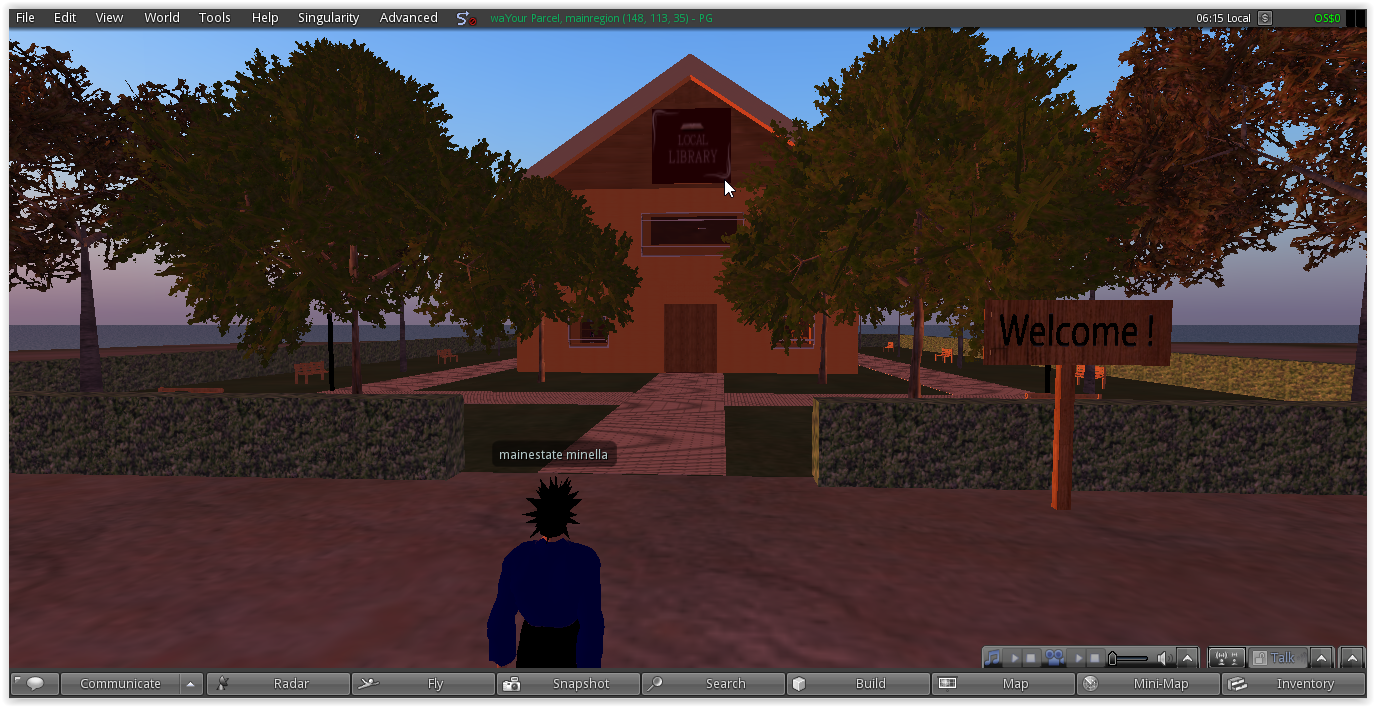 File Edit View World Tools Help Singularity Advanced waYour Parcel, mainregion (148, 113, 35) - PG 06:15 Local $ OS$0
LOCAL
LIBRARY
Welcome !
mainestate minella
Talk
Communicate Radar Fly Snapshot Search Build Map Mini-Map Inventory